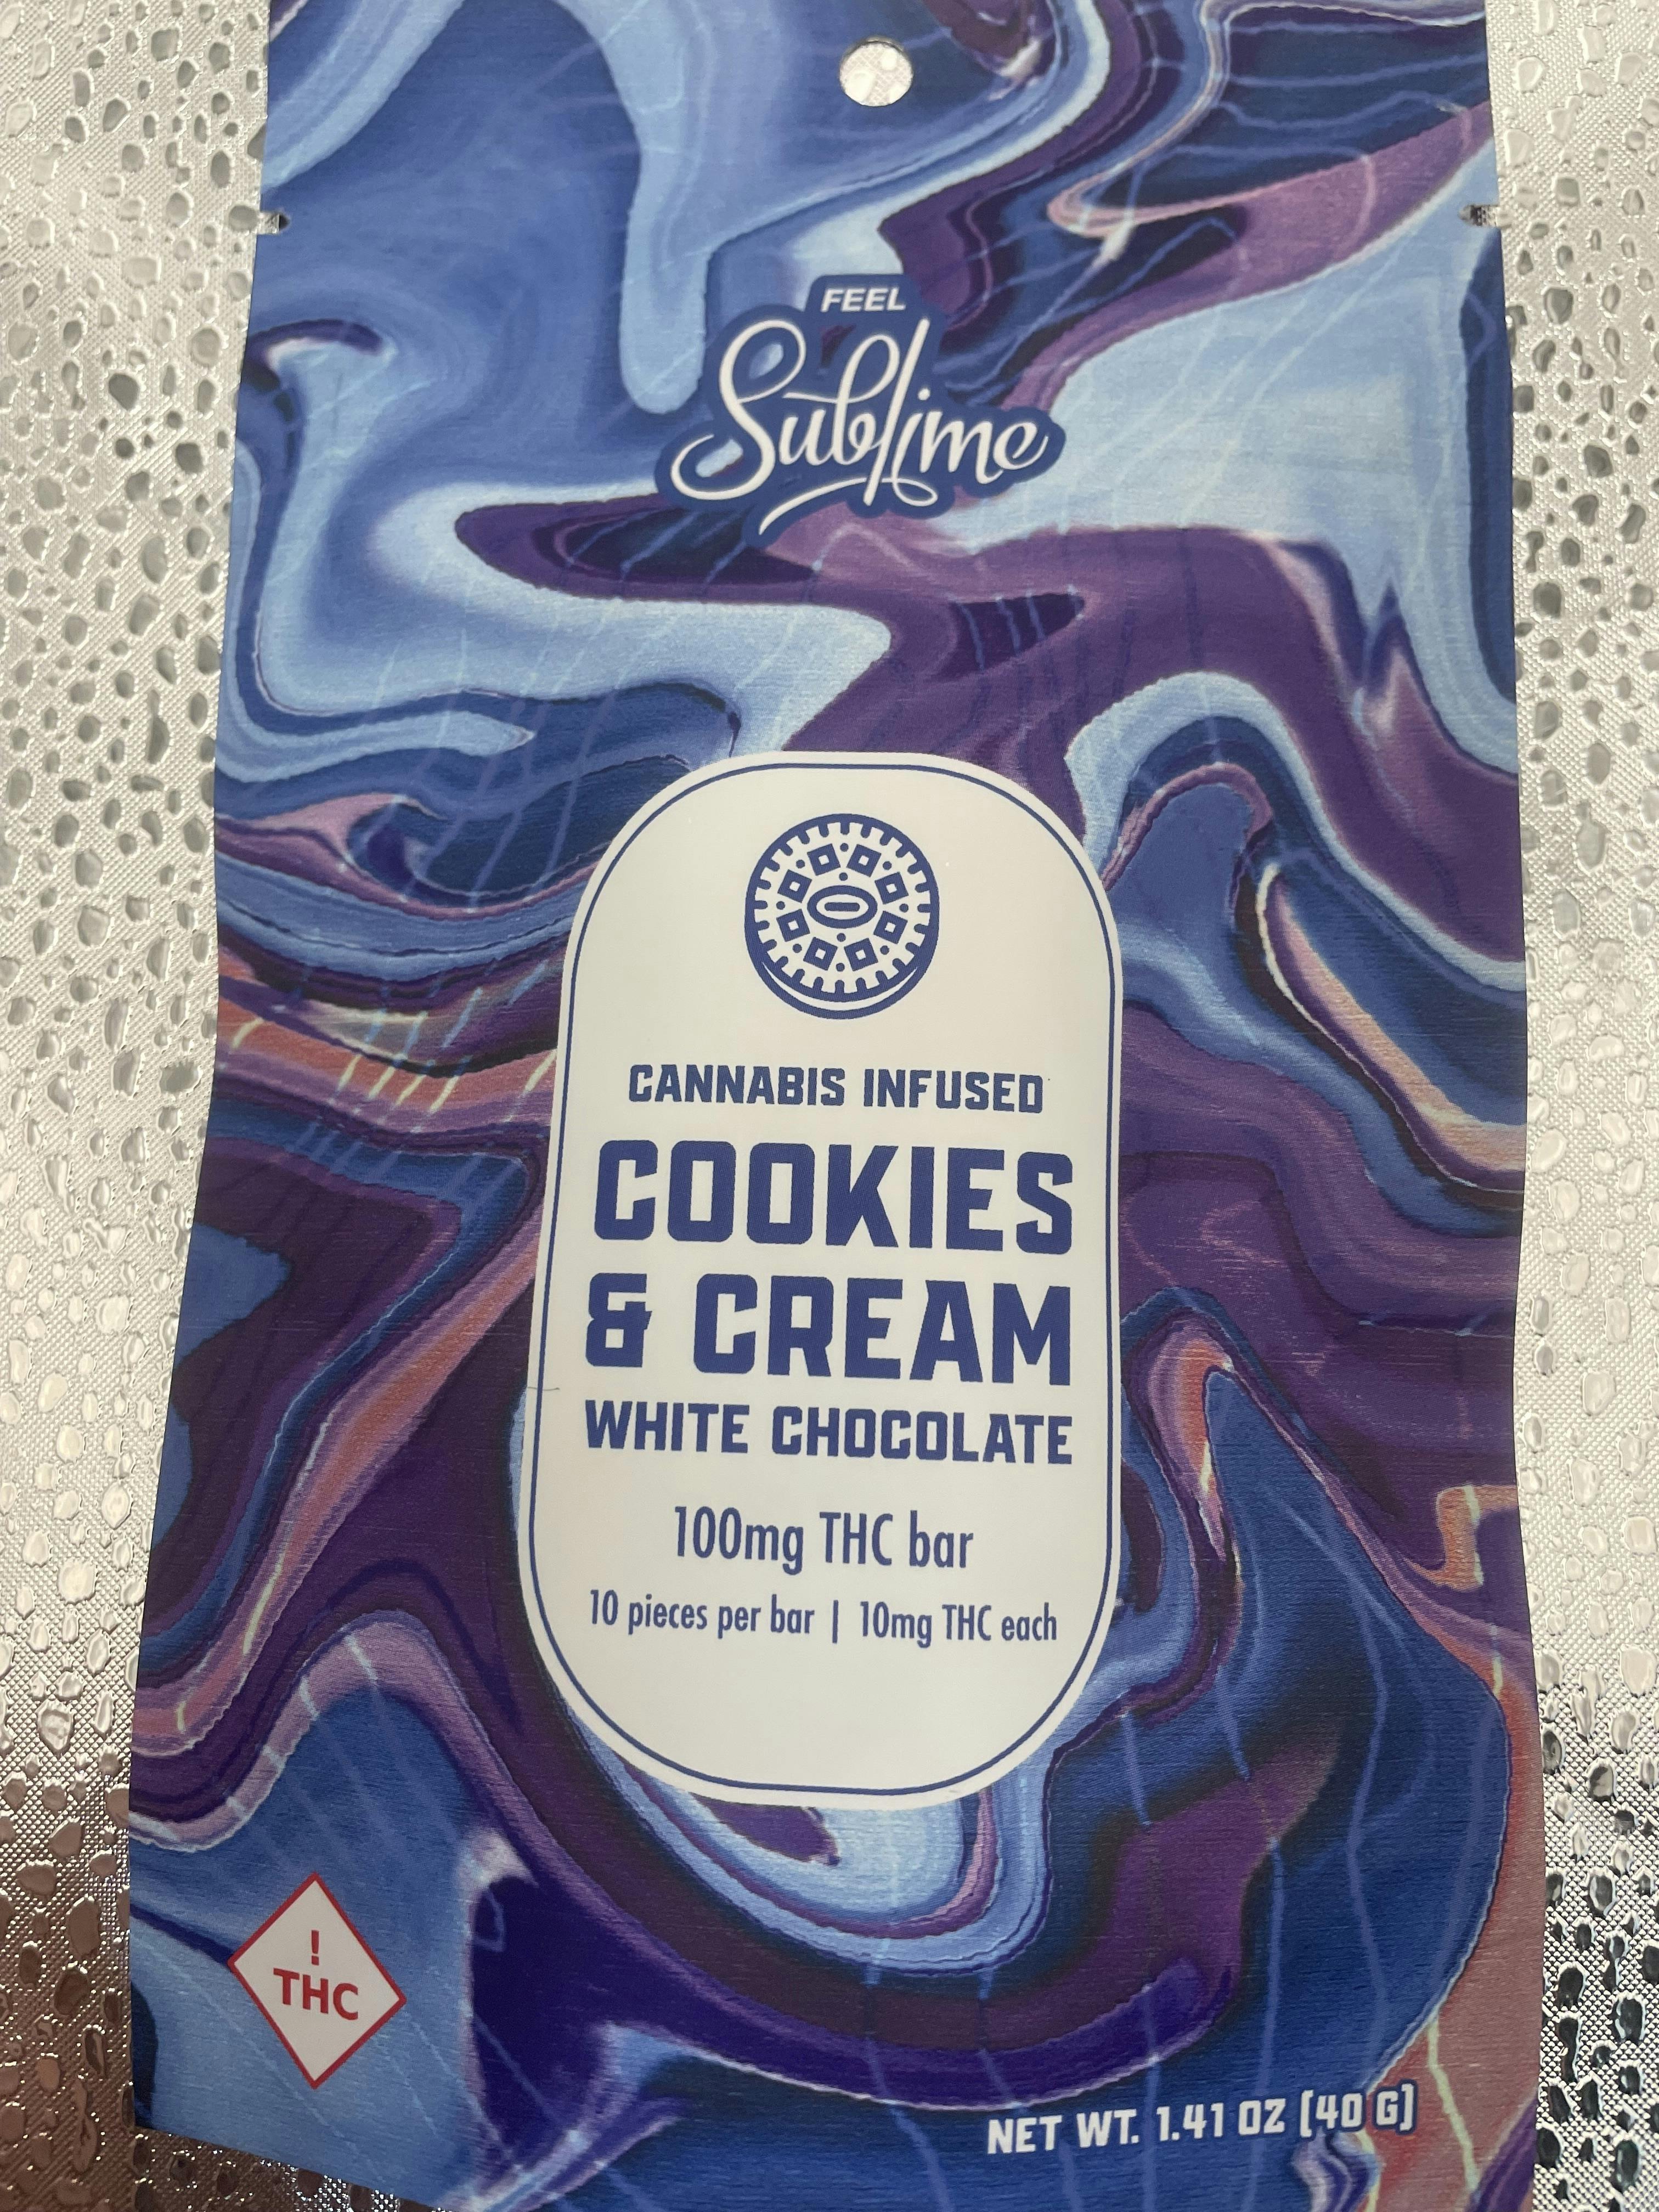 FEEL
Sublime
CANNABIS INFUSED
COOKIES
& CREAM
WHITE CHOCOLATE
100mg THC bar
10 pieces per bar | 10mg THC each
!
THC
NET WT. 1.41 OZ (40 G)